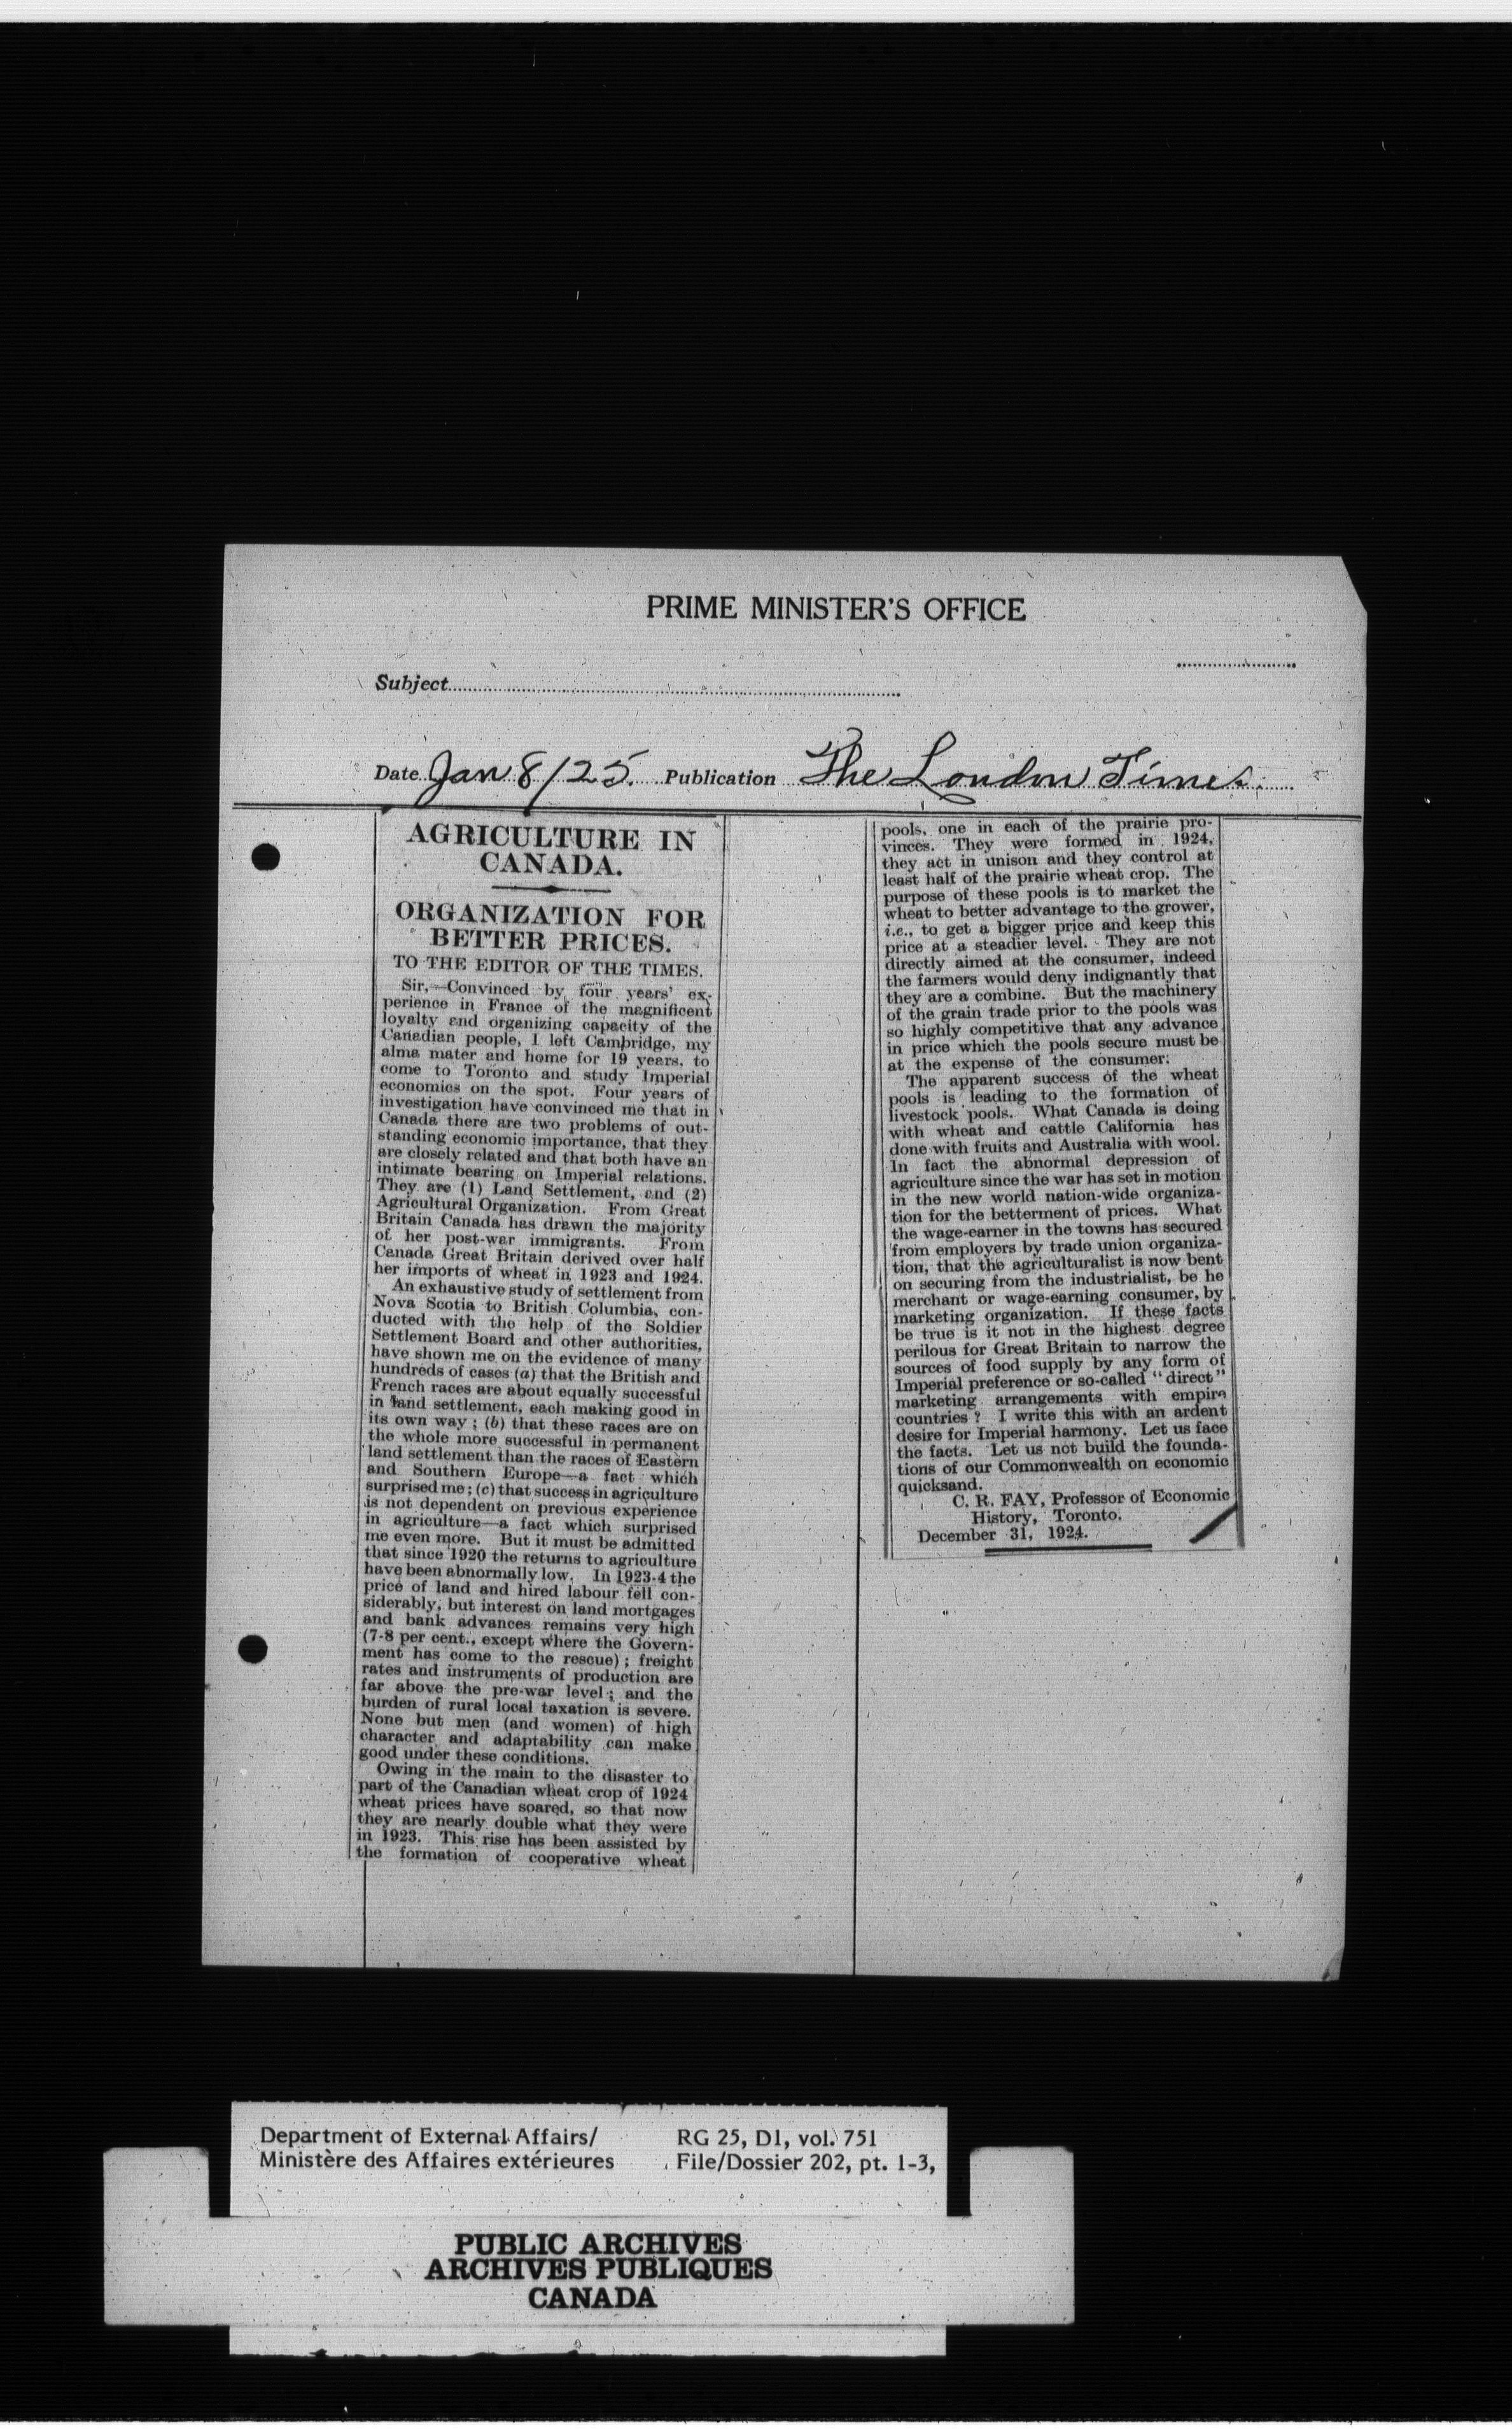 PRIME MINISTER'S OFFICE
Subject
Date Jan 8/25. Publication The London Times.
AGRICULTURE IN
CANADA.
ORGANIZATION FOR
BETTER PRICES.
TO THE EDITOR OF THE TIMES.
Sir,—Convinced by four years' ex-
perience in France of the magnificent
loyalty and organizing capacity of the
Canadian people, I left Cambridge, my
alma mater and home for 19 years, to
come to Toronto and study Imperial
economics on the spot. Four years of
investigation have convinced me that in
Canada there are two problems of out-
standing economic importance, that they
are closely related and that both have an
intimate bearing on Imperial relations.
They are (1) Land Settlement, and (2)
Agricultural Organization. From Great
Britain Canada has drawn the majority
of her post-war immigrants. From
Canada Great Britain derived over half
her imports of wheat in 1923 and 1924.
An exhaustive study of settlement from
Nova Scotia to British Columbia, con-
ducted with the help of the Soldier
Settlement Board and other authorities,
have shown me on the evidence of many
hundreds of cases (a) that the British and
French races are about equally successful
in land settlement, each making good in
its own way; (b) that these races are on
the whole more successful in permanent
land settlement than the races of Eastern
and Southern Europe—a fact which
surprised me; (c) that success in agriculture
is not dependent on previous experience
in agriculture—a fact which surprised
me even more. But it must be admitted
that since 1920 the returns to agriculture
have been abnormally low. In 1923-4 the
price of land and hired labour fell con-
siderably, but interest on land mortgages
and bank advances remains very high
(7-8 per cent., except where the Govern-
ment has come to the rescue); freight
rates and instruments of production are
far above the pre-war level; and the
burden of rural local taxation is severe.
None but men (and women) of high
character and adaptability can make
good under these conditions.
Owing in the main to the disaster to
part of the Canadian wheat crop of 1924
wheat prices have soared, so that now
they are nearly double what they were
in 1923. This rise has been assisted by
the formation of cooperative wheat
pools, one in each of the prairie pro-
vinces. They were formed in 1924,
they act in unison and they control at
least half of the prairie wheat crop. The
purpose of these pools is to market the
wheat to better advantage to the grower,
i.e., to get a bigger price and keep this
price at a steadier level. They are not
directly aimed at the consumer, indeed
the farmers would deny indignantly that
they are a combine. But the machinery
of the grain trade prior to the pools was
so highly competitive that any advance
in price which the pools secure must be
at the expense of the consumer.
The apparent success of the wheat
pools is leading to the formation of
livestock pools. What Canada is doing
with wheat and cattle California has
done with fruits and Australia with wool.
In fact the abnormal depression of
agriculture since the war has set in motion
in the new world nation-wide organiza-
tion for the betterment of prices. What
the wage-earner in the towns has secured
from employers by trade union organiza-
tion, that the agriculturalist is now bent
on securing from the industrialist, be he
merchant or wage-earning consumer, by
marketing organization. If these facts
be true is it not in the highest degree
perilous for Great Britain to narrow the
sources of food supply by any form of
Imperial preference or so-called "direct"
marketing arrangements with empire
countries? I write this with an ardent
desire for Imperial harmony. Let us face
the facts. Let us not build the founda-
tions of our Commonwealth on economic
quicksand.
C. R. FAY, Professor of Economic
History, Toronto.
December 31, 1924.
Department of External Affairs/ RG 25, D1, vol. 751
Ministère des Affaires extérieures File/Dossier 202, pt. 1-3,
PUBLIC ARCHIVES
ARCHIVES PUBLIQUES
CANADA